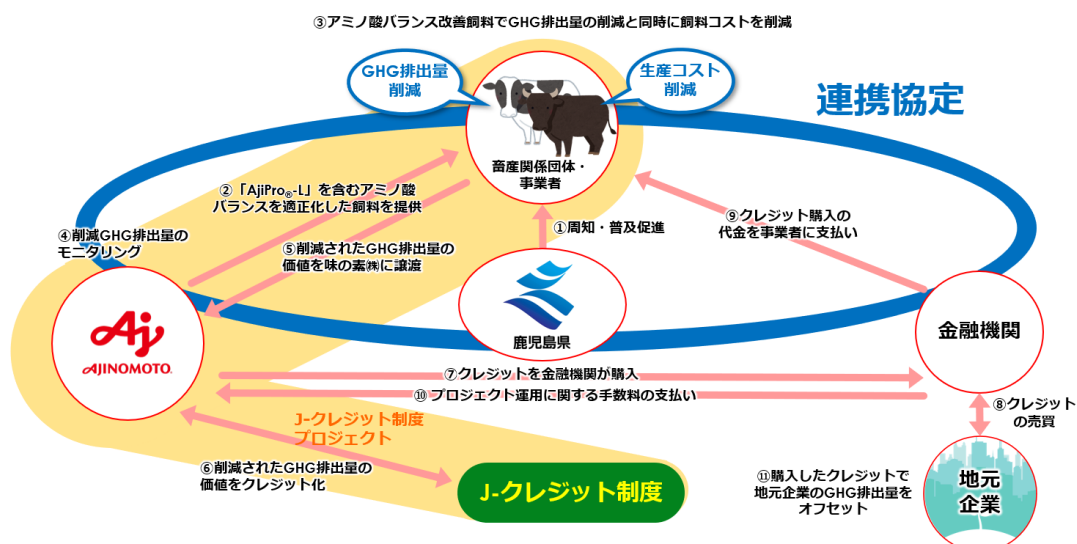 ③アミノ酸バランス改善飼料でGHG排出量の削減と同時に飼料コストを削減
GHG排出量
削減
生産コスト
削減
連携協定
畜産関係団体・
事業者
②「AjiPro®-L」を含むアミノ酸
バランスを適正化した飼料を提供
①周知・普及促進
⑨クレジット購入の
代金を事業者に支払い
④削減GHG排出量の
モニタリング
⑤削減されたGHG排出量の
価値を味の素㈱に譲渡
Aj
AJINOMOTO
鹿児島県
金融機関
⑦クレジットを金融機関が購入
⑩プロジェクト運用に関する手数料の支払い
J-クレジット制度
プロジェクト
⑧クレジット
の売買
⑥削減されたGHG排出量の
価値をクレジット化
J-クレジット制度
⑪購入したクレジットで
地元企業のGHG排出量を
オフセット
地元
企業